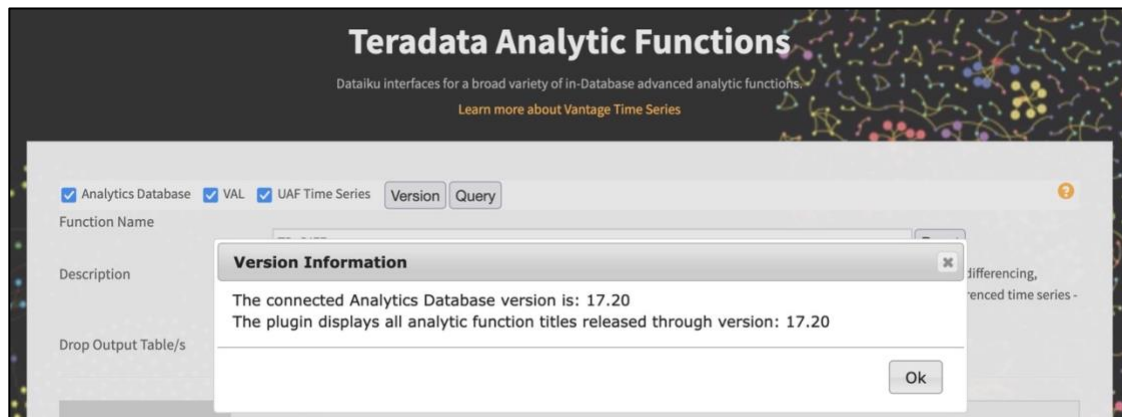 Teradata Analytic Functions
Dataiku interfaces for a broad variety of in-Database advanced analytic functions.
Learn more about Vantage Time Series
Analytics Database VAL UAF Time Series Version Query
Function Name
Version Information
Description
differencing,
The connected Analytics Database version is: 17.20
renced time series -
The plugin displays all analytic function titles released through version: 17.20
Drop Output Table/s
Ok